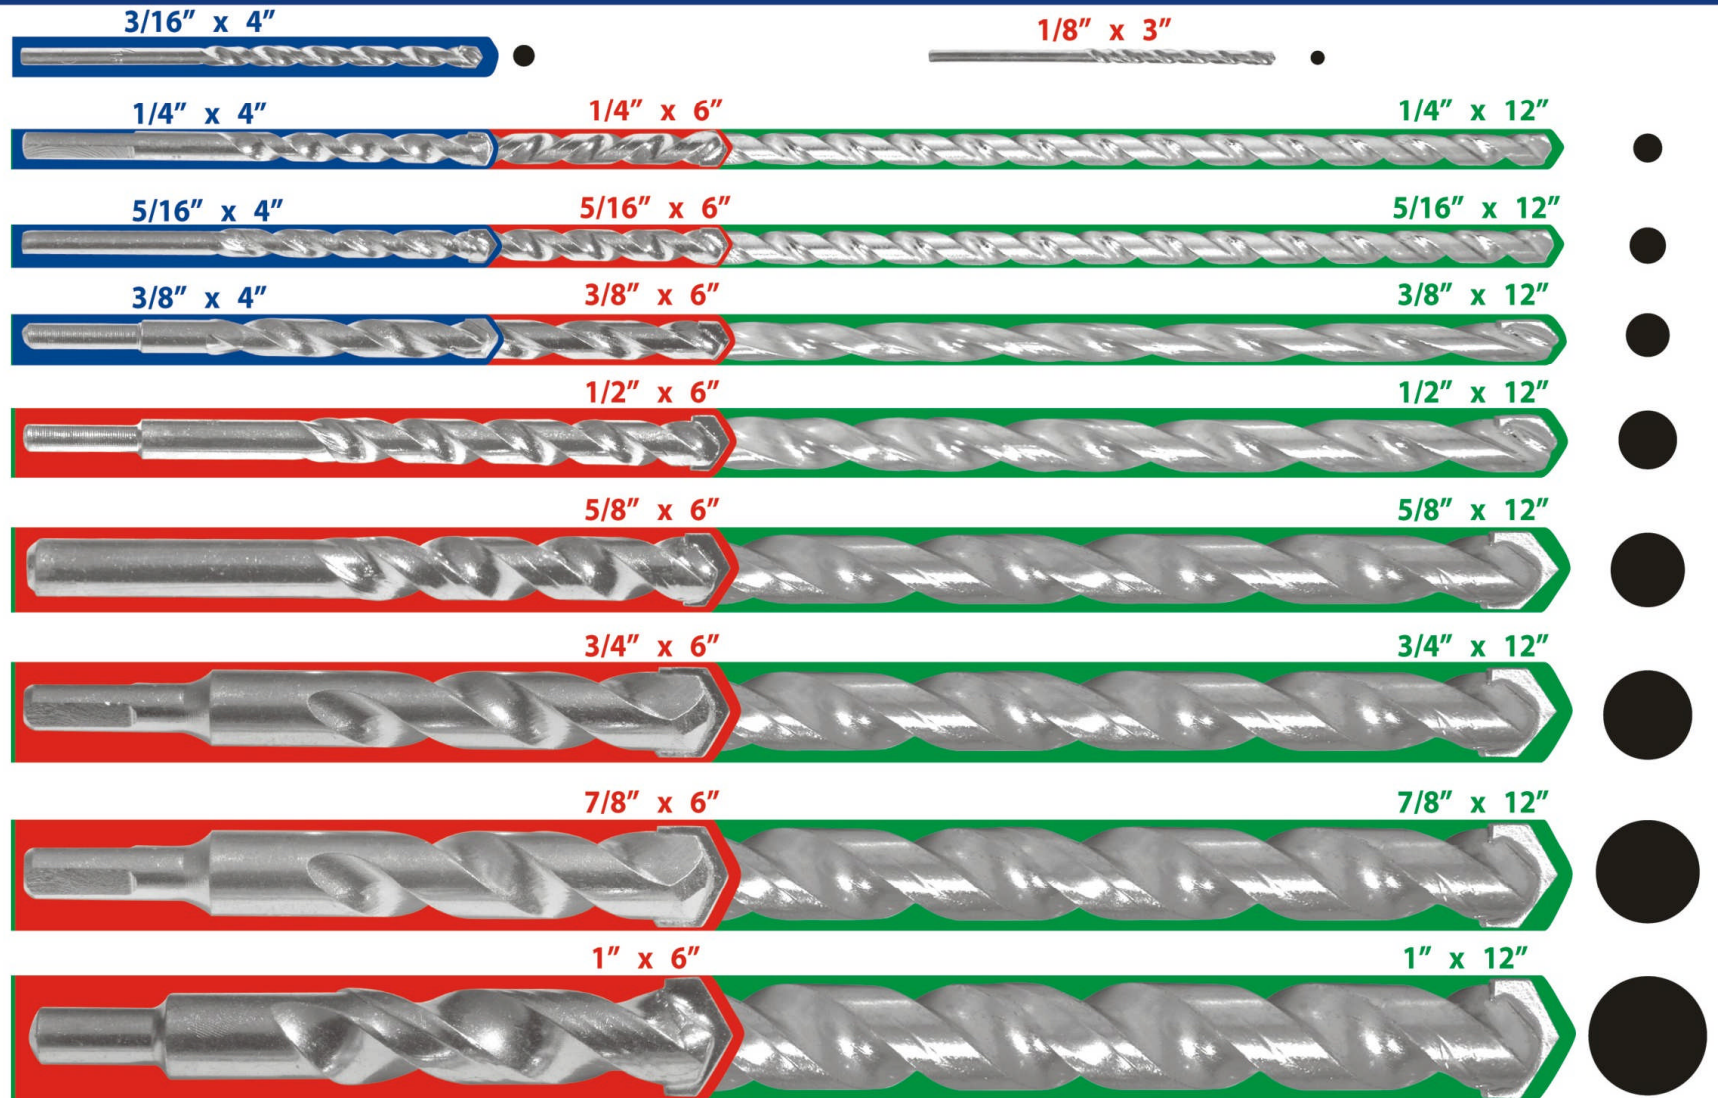 3/16” x 4”
1/8” x 3”
1/4” x 4”
1/4” x 6”
1/4” x 12”
5/16” x 4”
5/16” x 6”
5/16” x 12”
3/8” x 4”
3/8” x 6”
3/8” x 12”
1/2” x 6”
1/2” x 12”
5/8” x 6”
5/8” x 12”
3/4” x 6”
3/4” x 12”
7/8” x 6”
7/8” x 12”
1” x 6”
1” x 12”